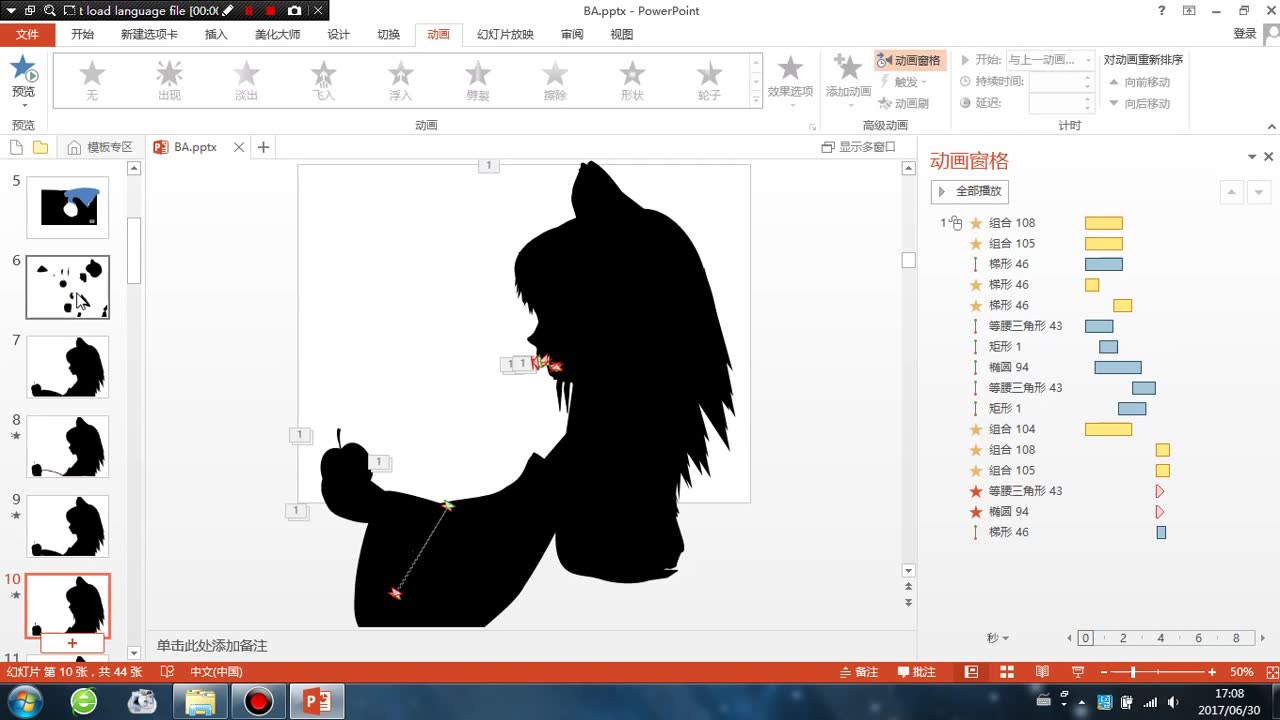 t load language file [00:0
BA.pptx - PowerPoint
文件
开始
新建选项卡
插入
美化大师
设计
切换
动画
幻灯片放映
审阅
视图
登录
预览
无
出现
淡出
飞入
浮入
劈裂
擦除
形状
轮子
效果选项
添加动画
动画窗格
触发
动画刷
开始:
与上一动画...
持续时间:
延迟:
对动画重新排序
向前移动
向后移动
预览
动画
高级动画
计时
模板专区
BA.pptx
显示多窗口
5
6
7
8
9
10
11
1
1
1
1
1
1
动画窗格
全部播放
1
组合 108
组合 105
梯形 46
梯形 46
梯形 46
等腰三角形 43
矩形 1
椭圆 94
等腰三角形 43
矩形 1
组合 104
组合 108
组合 105
等腰三角形 43
椭圆 94
梯形 46
秒
0
2
4
6
8
单击此处添加备注
幻灯片 第 10 张，共 44 张
中文(中国)
备注
批注
50%
17:08
2017/06/30